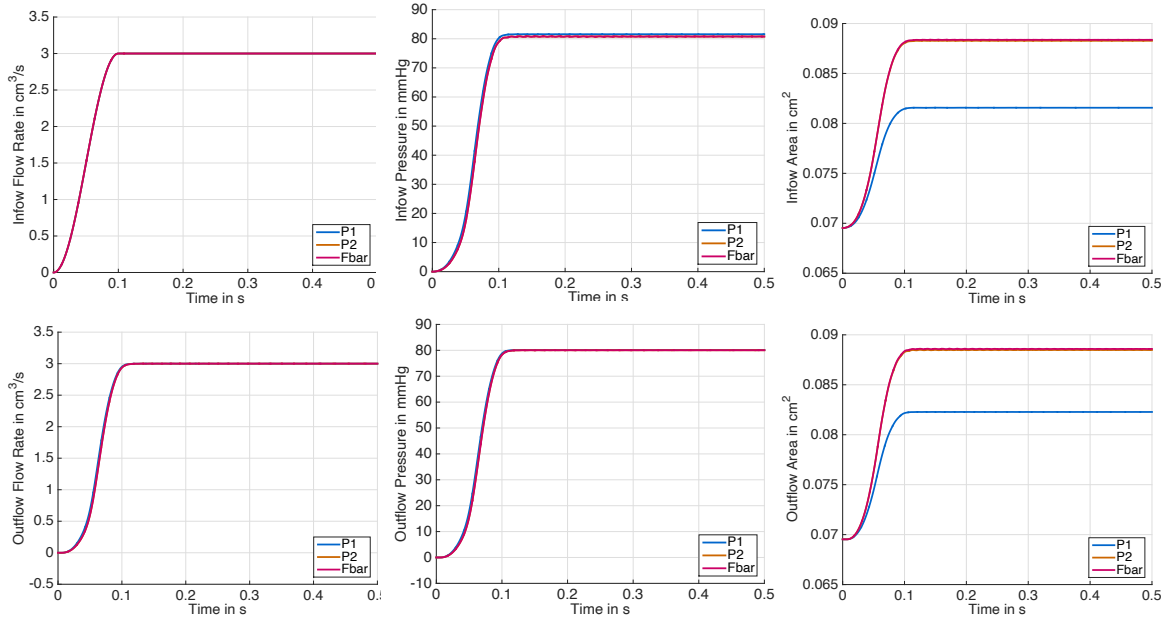 3.5
3
2.5
2
1.5
1
0.5
0
Infow Flow Rate in cm3/s
0 0.1 0.2 0.3 0.4 0
Time in s
P1
P2
Fbar
90
80
70
60
50
40
30
20
10
0
Infow Pressure in mmHg
0 0.1 0.2 0.3 0.4 0.5
Time in s
P1
P2
Fbar
0.09
0.085
0.08
0.075
0.07
0.065
Infow Area in cm2
0 0.1 0.2 0.3 0.4 0.5
Time in s
P1
P2
Fbar
3.5
3
2.5
2
1.5
1
0.5
0
-0.5
Outflow Flow Rate in cm3/s
0 0.1 0.2 0.3 0.4 0.
Time in s
P1
P2
Fbar
90
80
70
60
50
40
30
20
10
0
-10
Outflow Pressure in mmHg
0 0.1 0.2 0.3 0.4 0.5
Time in s
P1
P2
Fbar
0.09
0.085
0.08
0.075
0.07
0.065
Outflow Area in cm2
0 0.1 0.2 0.3 0.4 0.5
Time in s
P1
P2
Fbar